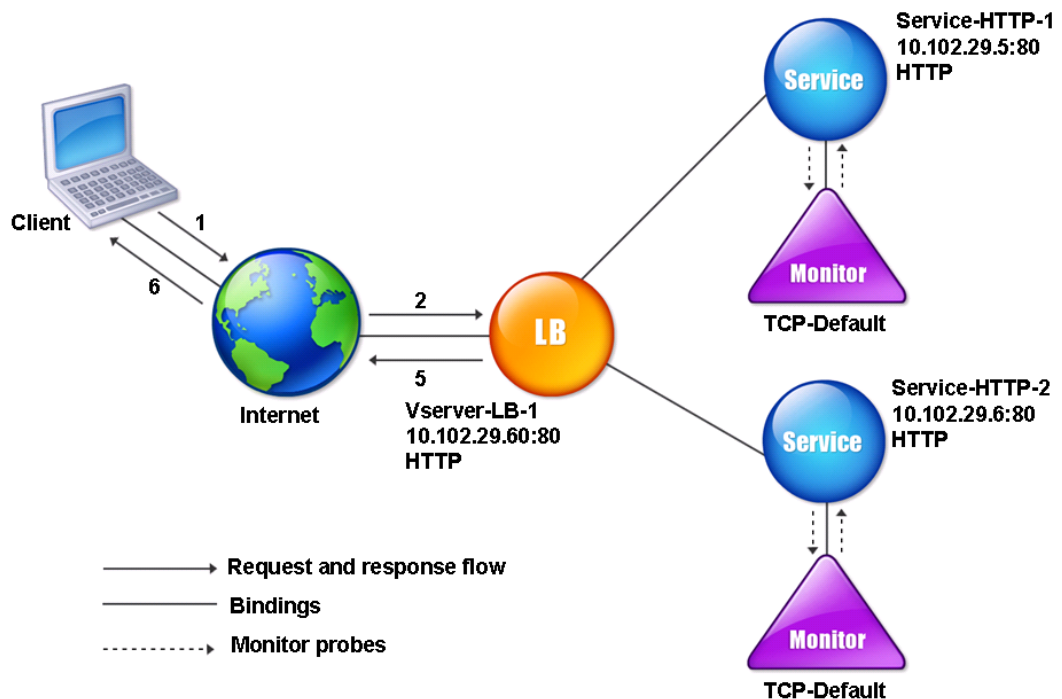 Service-HTTP-1
10.102.29.5:80
HTTP
Service
Monitor
TCP-Default
Client
1
6
2
LB
5
Internet
Vserver-LB-1
10.102.29.60:80
HTTP
Service-HTTP-2
10.102.29.6:80
HTTP
Service
Monitor
TCP-Default
Request and response flow
Bindings
Monitor probes